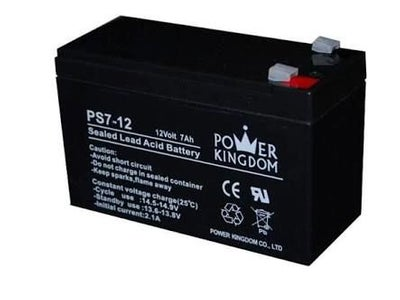 PS7-12
12Volt 7Ah
Sealed Lead Acid Battery
Caution:
-Avoid short circuit
-Do not charge in sealed container
-Keep sparks,flame away
Constant voltage charge(25℃)
-Cycle use : 14.5-14.9V
-Standby use : 13.6-13.8V
-Initial current: 2.1A
POWER
KINGDOM
CE
POWER KINGDOM CO., LTD